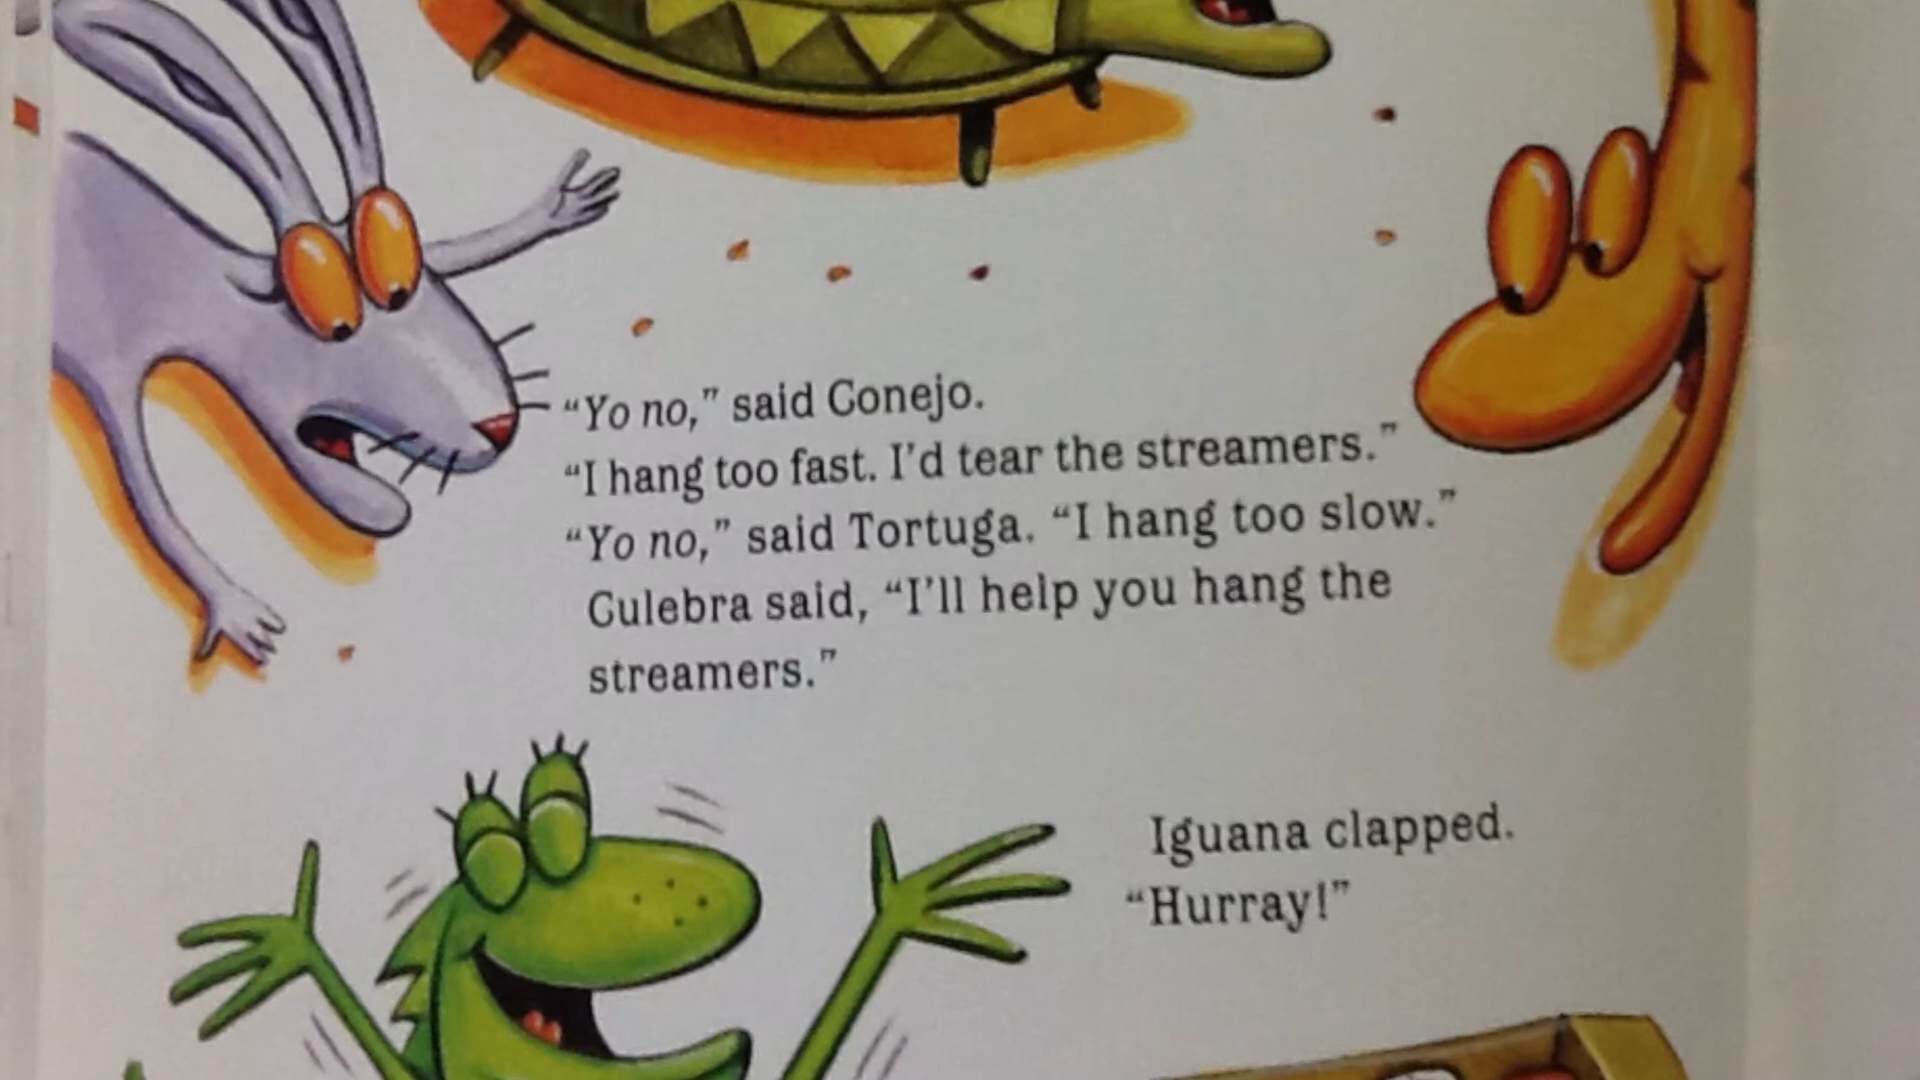 “Yo no,” said Conejo.
“I hang too fast. I’d tear the streamers.”
“Yo no,” said Tortuga. “I hang too slow.”
Culebra said, “I’ll help you hang the
streamers.”
Iguana clapped.
“Hurray!”